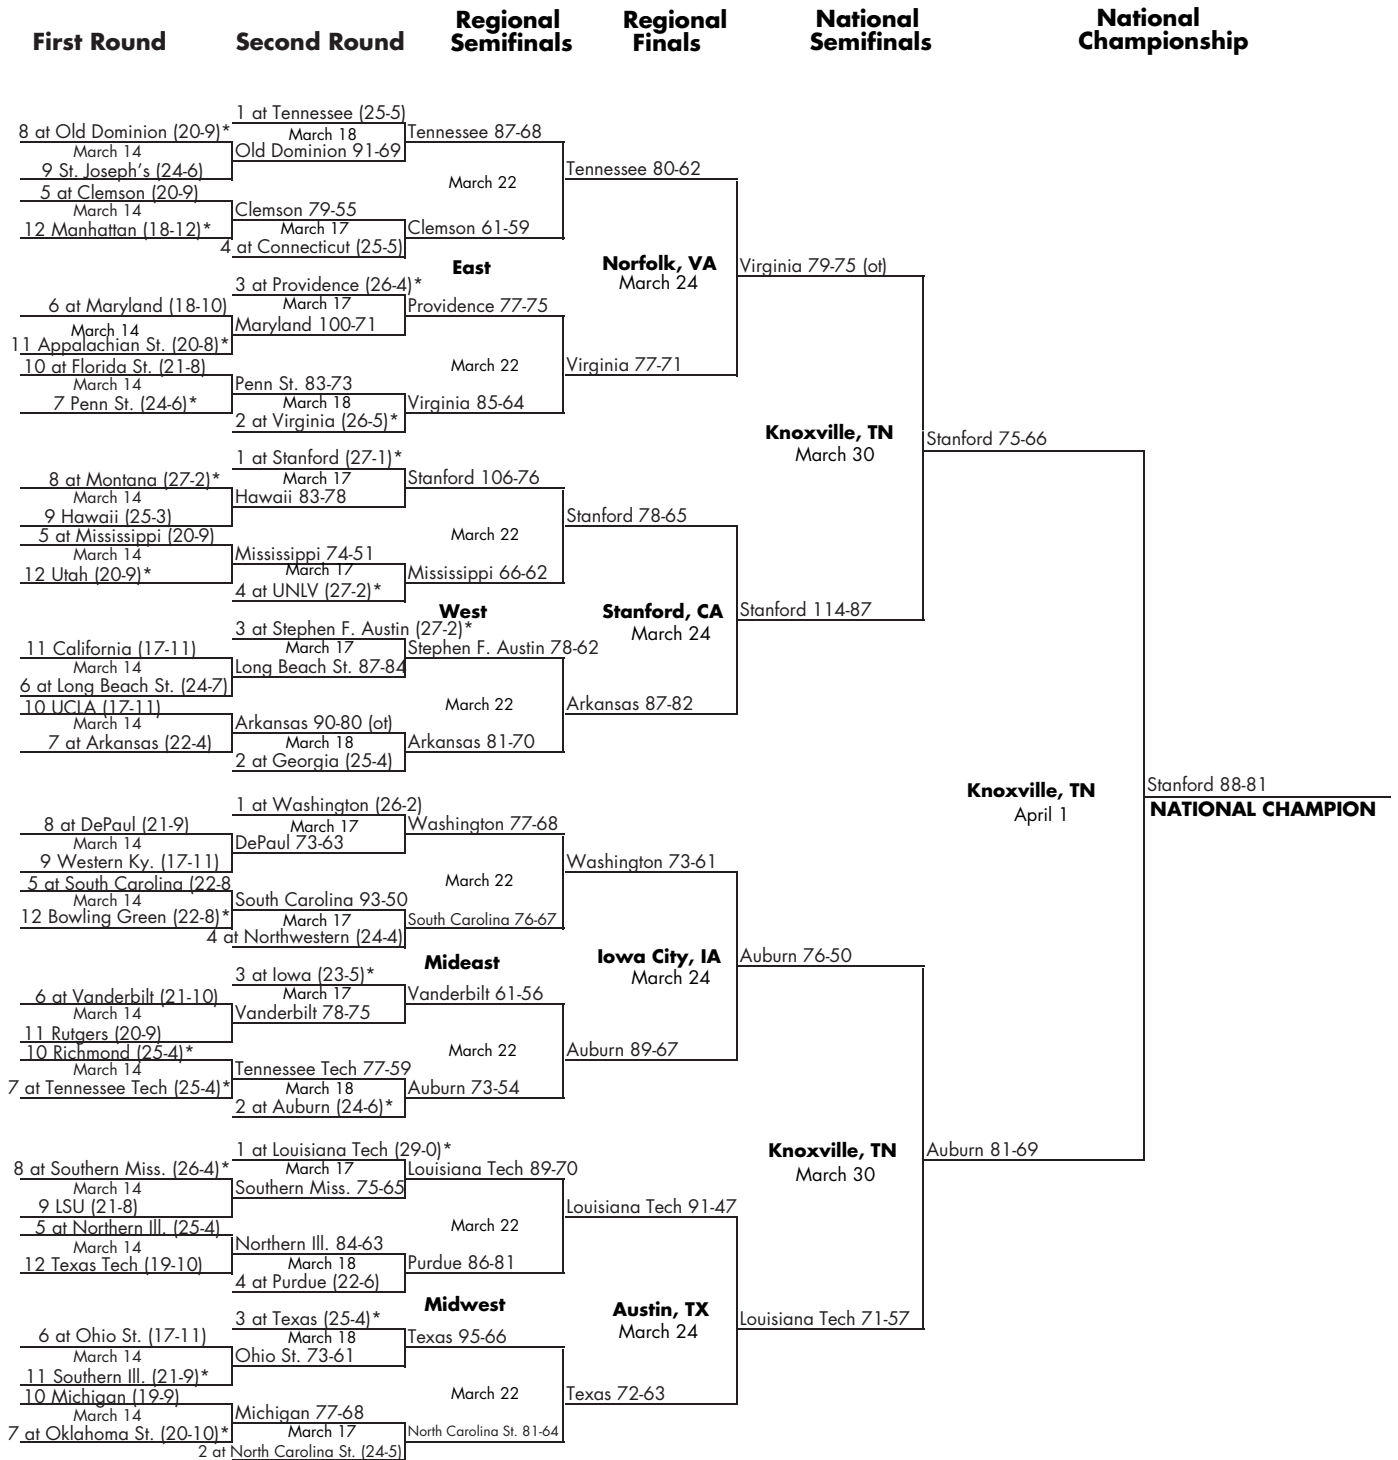 First Round
Second Round
Regional
Semifinals
Regional
Finals
National
Semifinals
National
Championship
1 at Tennessee (25-5)
8 at Old Dominion (20-9)*
March 18
Tennessee 87-68
March 14
Old Dominion 91-69
9 St. Joseph's (24-6)
Tennessee 80-62
March 22
5 at Clemson (20-9)
March 14
Clemson 79-55
12 Manhattan (18-12)*
March 17
Clemson 61-59
4 at Connecticut (25-5)
East
Norfolk, VA
March 24
Virginia 79-75 (ot)
3 at Providence (26-4)*
6 at Maryland (18-10)
March 17
Providence 77-75
March 14
Maryland 100-71
11 Appalachian St. (20-8)*
10 at Florida St. (21-8)
March 22
Virginia 77-71
March 14
Penn St. 83-73
7 Penn St. (24-6)*
March 18
Virginia 85-64
2 at Virginia (26-5)*
Knoxville, TN
March 30
Stanford 75-66
1 at Stanford (27-1)*
8 at Montana (27-2)*
March 17
Stanford 106-76
March 14
Hawaii 83-78
9 Hawaii (25-3)
Stanford 78-65
5 at Mississippi (20-9)
March 22
March 14
Mississippi 74-51
12 Utah (20-9)*
March 17
Mississippi 66-62
4 at UNLV (27-2)*
West
Stanford, CA
March 24
Stanford 114-87
3 at Stephen F. Austin (27-2)*
11 California (17-11)
March 17
Stephen F. Austin 78-62
March 14
Long Beach St. 87-84
6 at Long Beach St. (24-7)
10 UCLA (17-11)
March 22
Arkansas 87-82
March 14
Arkansas 90-80 (ot)
7 at Arkansas (22-4)
March 18
Arkansas 81-70
2 at Georgia (25-4)
Knoxville, TN
April 1
Stanford 88-81
NATIONAL CHAMPION
1 at Washington (26-2)
8 at DePaul (21-9)
March 17
Washington 77-68
March 14
DePaul 73-63
9 Western Ky. (17-11)
Washington 73-61
5 at South Carolina (22-8
March 22
March 14
South Carolina 93-50
12 Bowling Green (22-8)*
March 17
South Carolina 76-67
4 at Northwestern (24-4)
Mideast
Iowa City, IA
March 24
Auburn 76-50
3 at Iowa (23-5)*
6 at Vanderbilt (21-10)
March 17
Vanderbilt 61-56
March 14
Vanderbilt 78-75
11 Rutgers (20-9)
10 Richmond (25-4)*
March 22
Auburn 89-67
March 14
Tennessee Tech 77-59
7 at Tennessee Tech (25-4)*
March 18
Auburn 73-54
2 at Auburn (24-6)*
Knoxville, TN
March 30
Auburn 81-69
1 at Louisiana Tech (29-0)*
8 at Southern Miss. (26-4)*
March 17
Louisiana Tech 89-70
March 14
Southern Miss. 75-65
9 LSU (21-8)
Louisiana Tech 91-47
5 at Northern Ill. (25-4)
March 22
March 14
Northern Ill. 84-63
12 Texas Tech (19-10)
March 18
Purdue 86-81
4 at Purdue (22-6)
Midwest
Austin, TX
March 24
Louisiana Tech 71-57
3 at Texas (25-4)*
6 at Ohio St. (17-11)
March 18
Texas 95-66
March 14
Ohio St. 73-61
11 Southern Ill. (21-9)*
10 Michigan (19-9)
March 22
Texas 72-63
March 14
Michigan 77-68
7 at Oklahoma St. (20-10)*
March 17
North Carolina St. 81-64
2 at North Carolina St. (24-5)